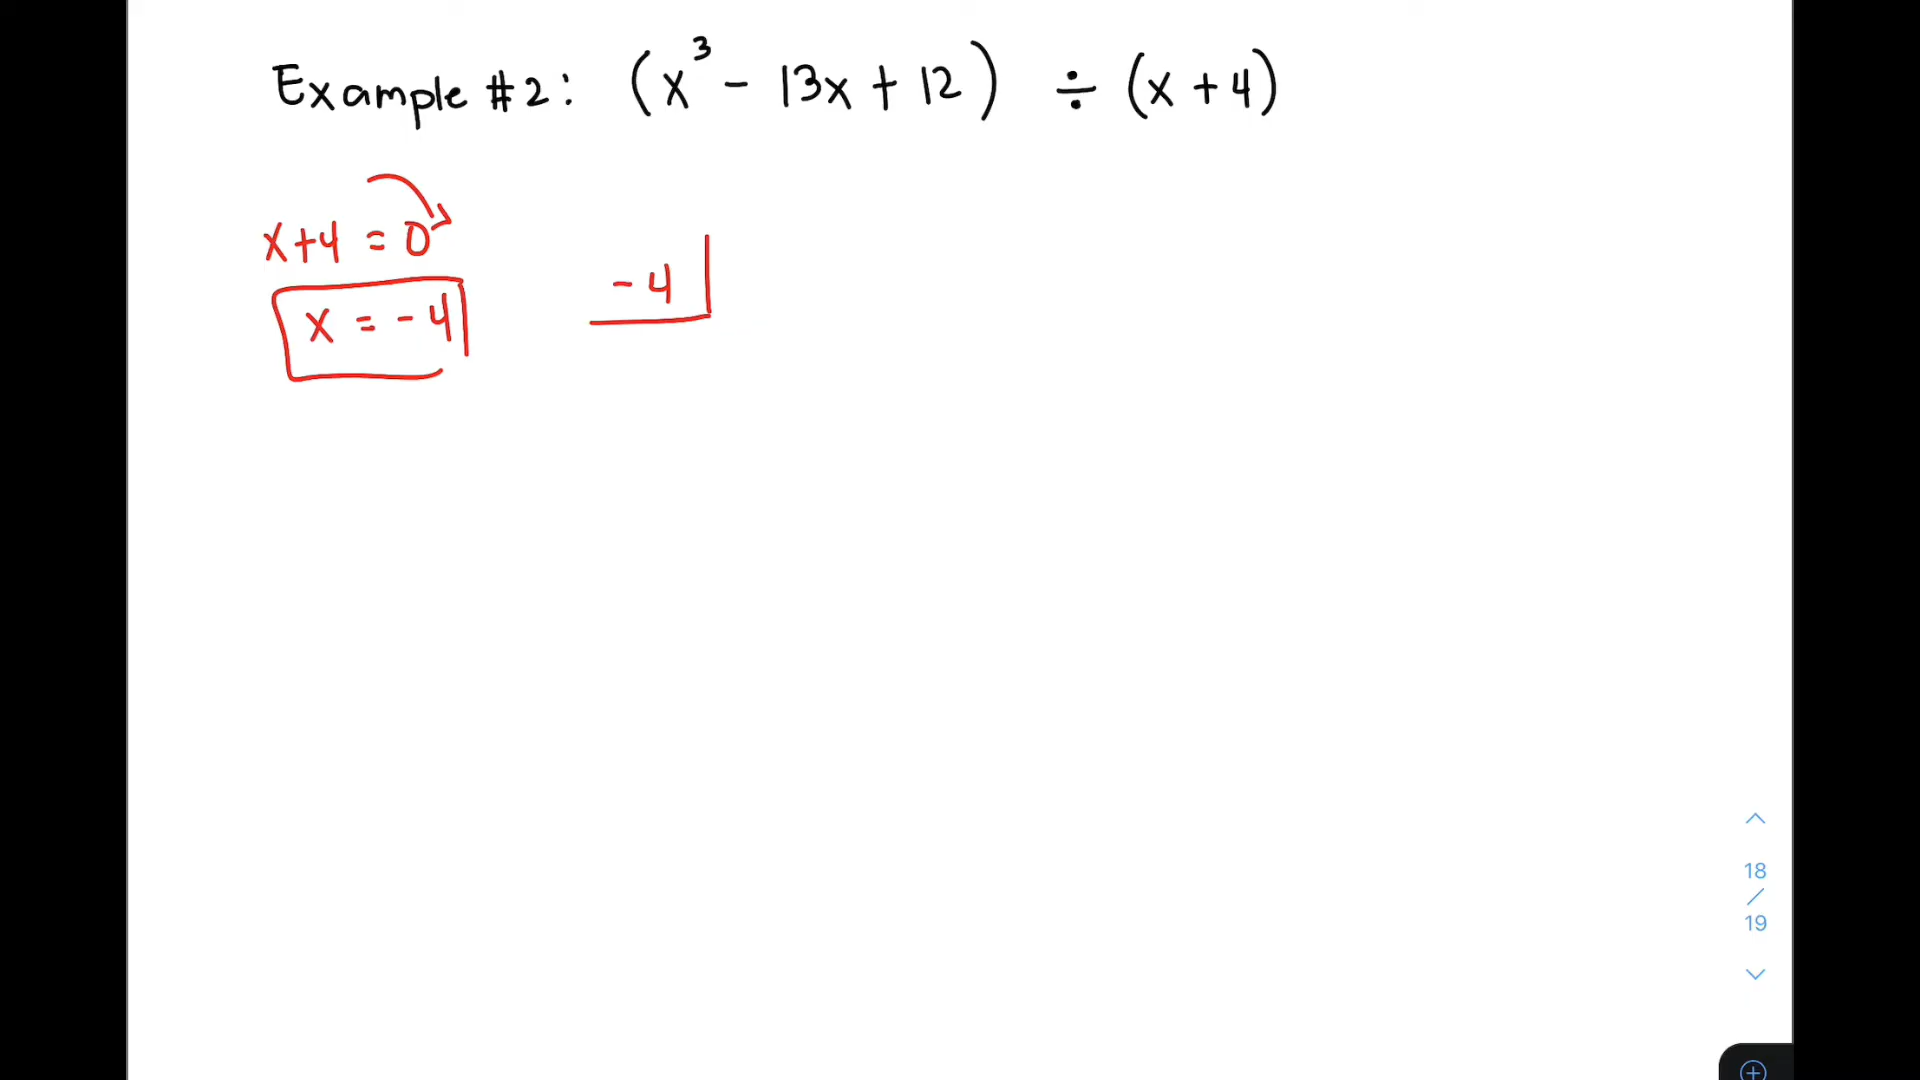 Example #2: (x³ - 13x + 12) ÷ (x + 4)
x+4 = 0
x = -4
-4
18
/
19